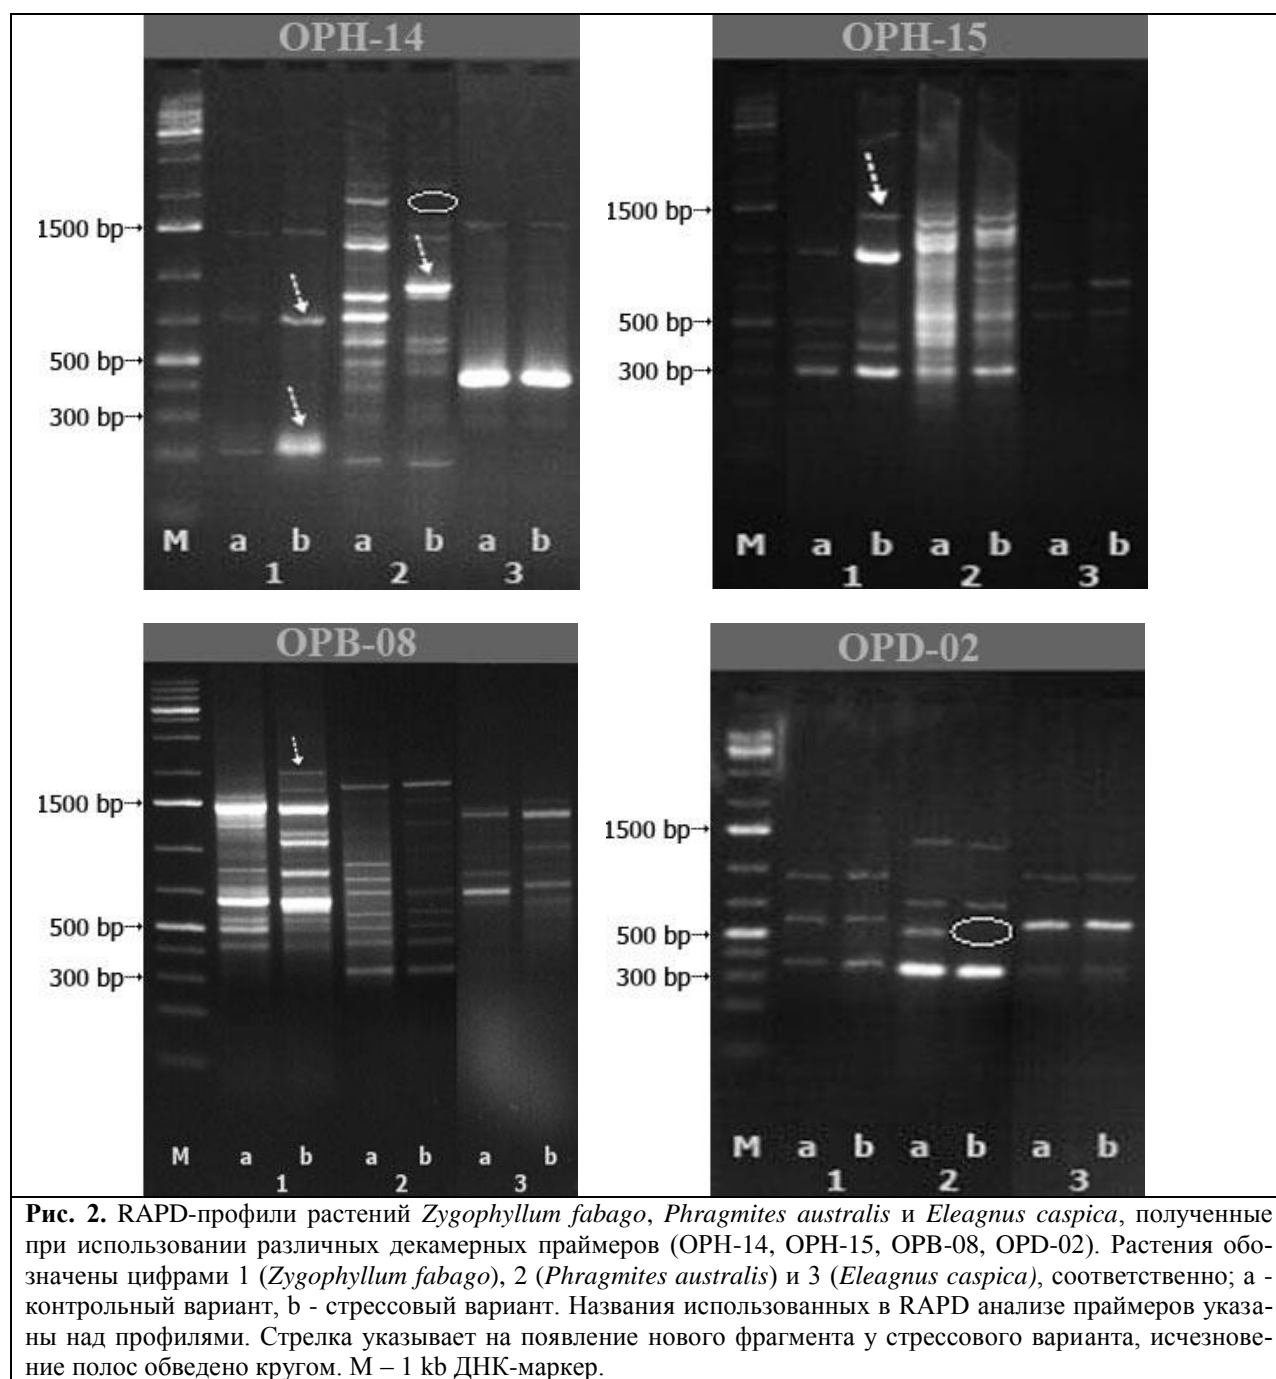 OPH-14
1500 bp→
500 bp→
300 bp→
M a b a b a b
1 2 3
OPH-15
1500 bp→
500 bp→
300 bp→
M a b a b a b
1 2 3
OPB-08
1500 bp→
500 bp→
300 bp→
M a b a b a b
1 2 3
OPD-02
1500 bp→
500 bp→
300 bp→
M a b a b a b
1 2 3
Рис. 2. RAPD-профили растений Zygophyllum fabago, Phragmites australis и Eleagnus caspica, полученные
при использовании различных декамерных праймеров (OPH-14, OPH-15, OPB-08, OPD-02). Растения обо-
значены цифрами 1 (Zygophyllum fabago), 2 (Phragmites australis) и 3 (Eleagnus caspica), соответственно; a -
контрольный вариант, b - стрессовый вариант. Названия использованных в RAPD анализе праймеров указа-
ны над профилями. Стрелка указывает на появление нового фрагмента у стрессового варианта, исчезнове-
ние полос обведено кругом. М – 1 kb ДНК-маркер.